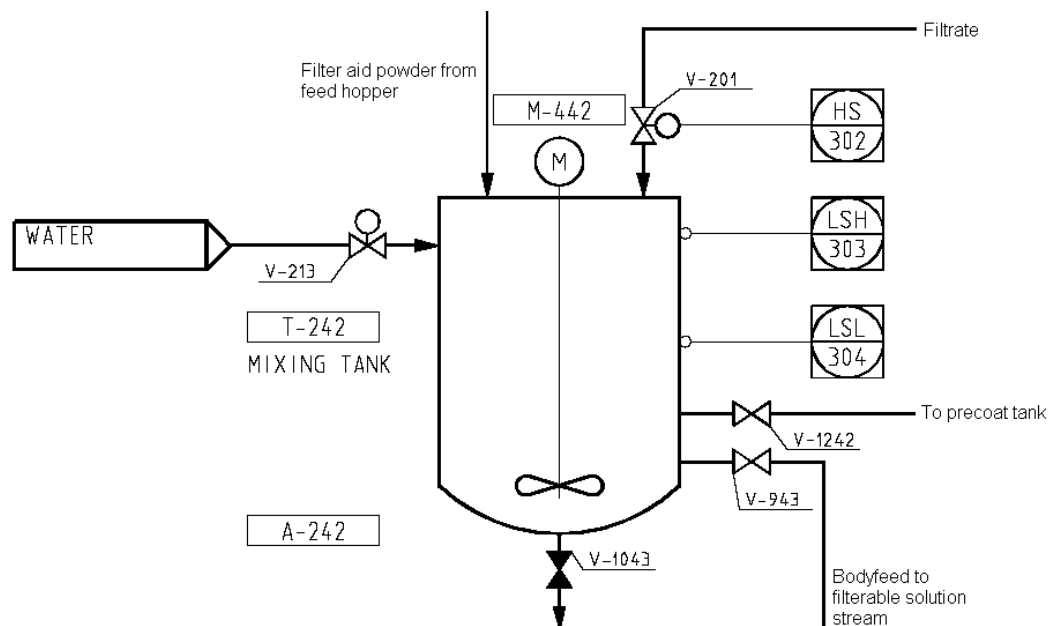 Filtrate
Filter aid powder from
feed hopper
V-201
M-442
HS
302
M
WATER
LSH
303
V-213
T-242
MIXING TANK
LSL
304
To precoat tank
V-1242
V-943
A-242
V-1043
Bodyfeed to
filterable solution
stream